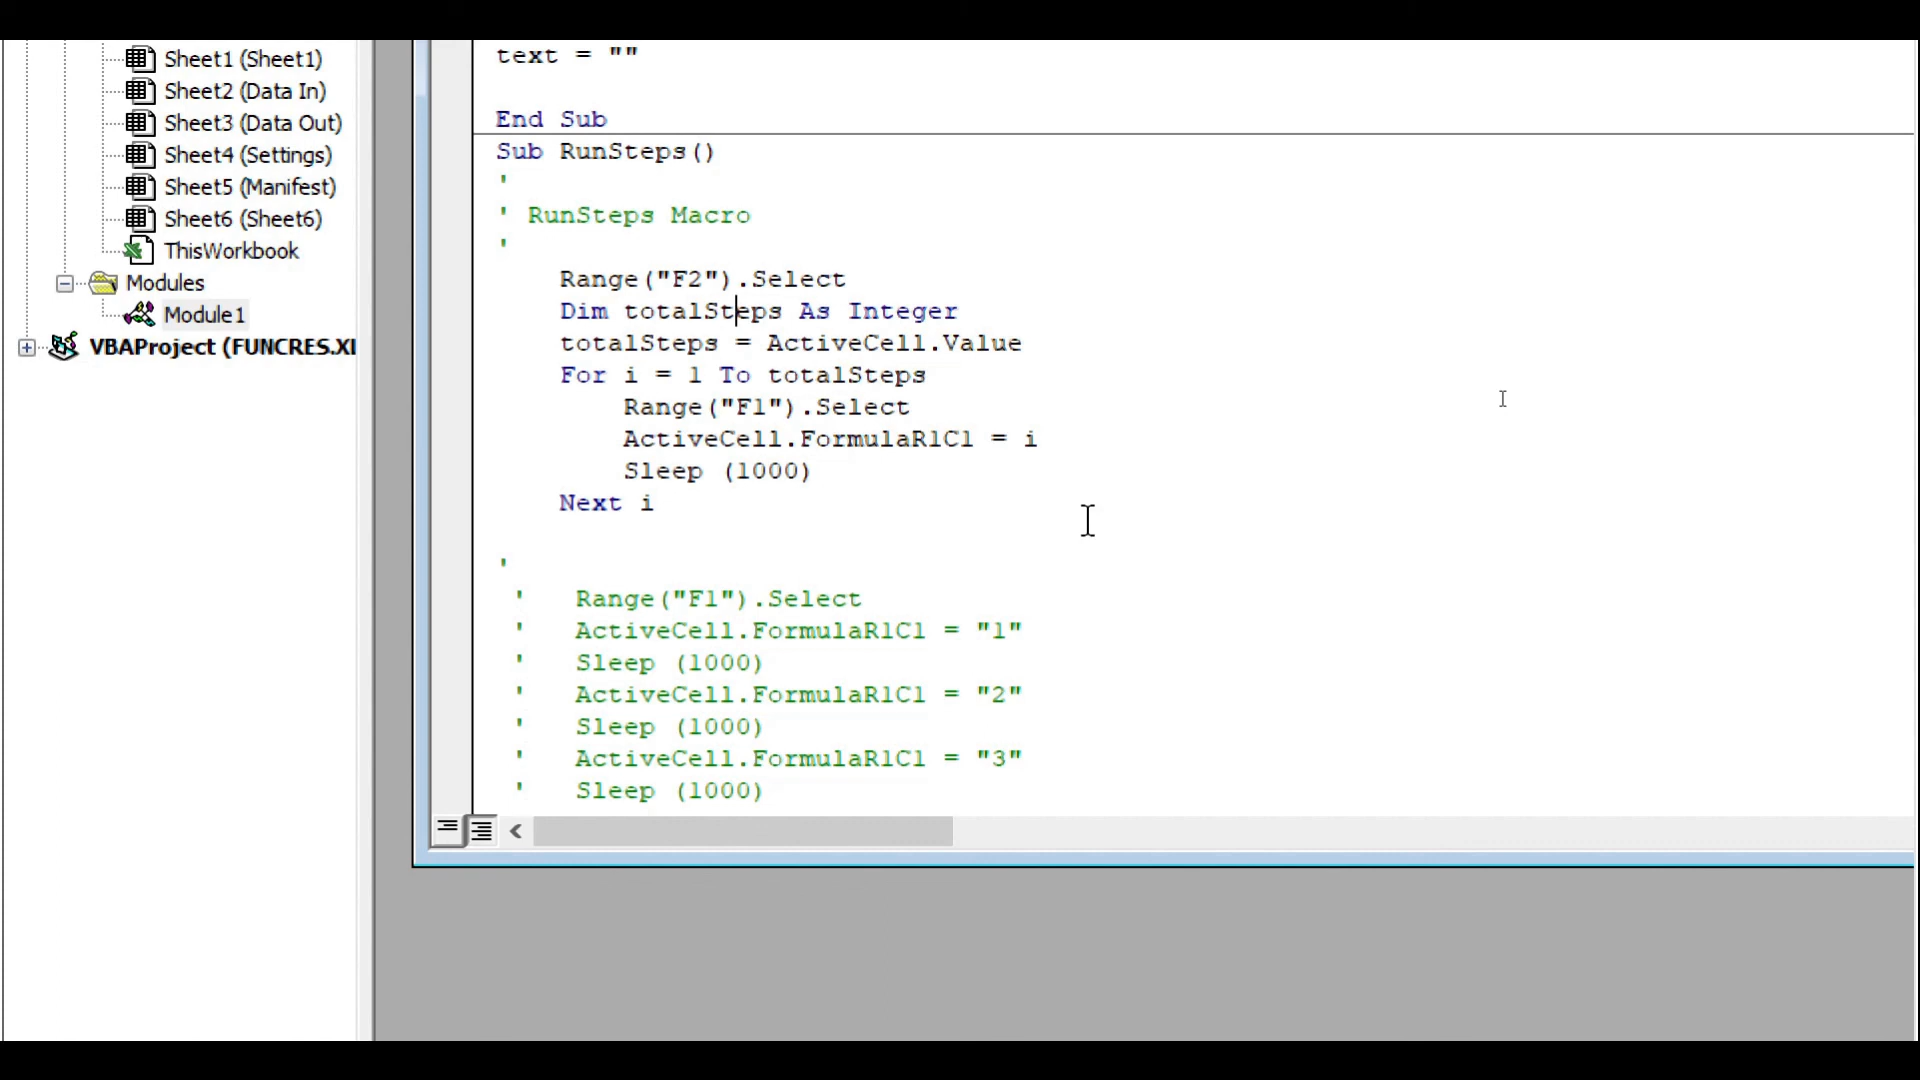 Sheet1 (Sheet1)
Sheet2 (Data In)
Sheet3 (Data Out)
Sheet4 (Settings)
Sheet5 (Manifest)
Sheet6 (Sheet6)
ThisWorkbook
Modules
Module1
VBAProject (FUNCRES.XL
text = ""
End Sub
Sub RunSteps()
'
' RunSteps Macro
'
Range("F2").Select
Dim totalSteps As Integer
totalSteps = ActiveCell.Value
For i = 1 To totalSteps
Range("F1").Select
ActiveCell.FormulaR1C1 = i
Sleep (1000)
Next i
'
' Range("F1").Select
' ActiveCell.FormulaR1C1 = "1"
' Sleep (1000)
' ActiveCell.FormulaR1C1 = "2"
' Sleep (1000)
' ActiveCell.FormulaR1C1 = "3"
' Sleep (1000)